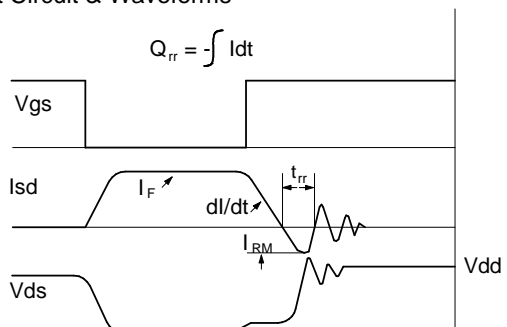 Circuit & Waveforms
Qrr = -∫ Idt
Vgs
trr
Isd
IF
dI/dt
IRM
Vdd
Vds